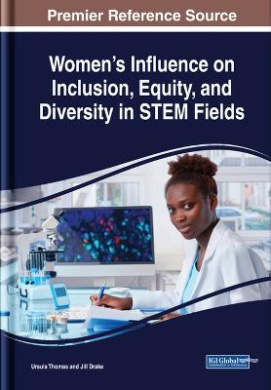 Premier Reference Source
Women's Influence on
Inclusion, Equity, and
Diversity in STEM Fields
Ursula Thomas and Jill Drake
IGI Global